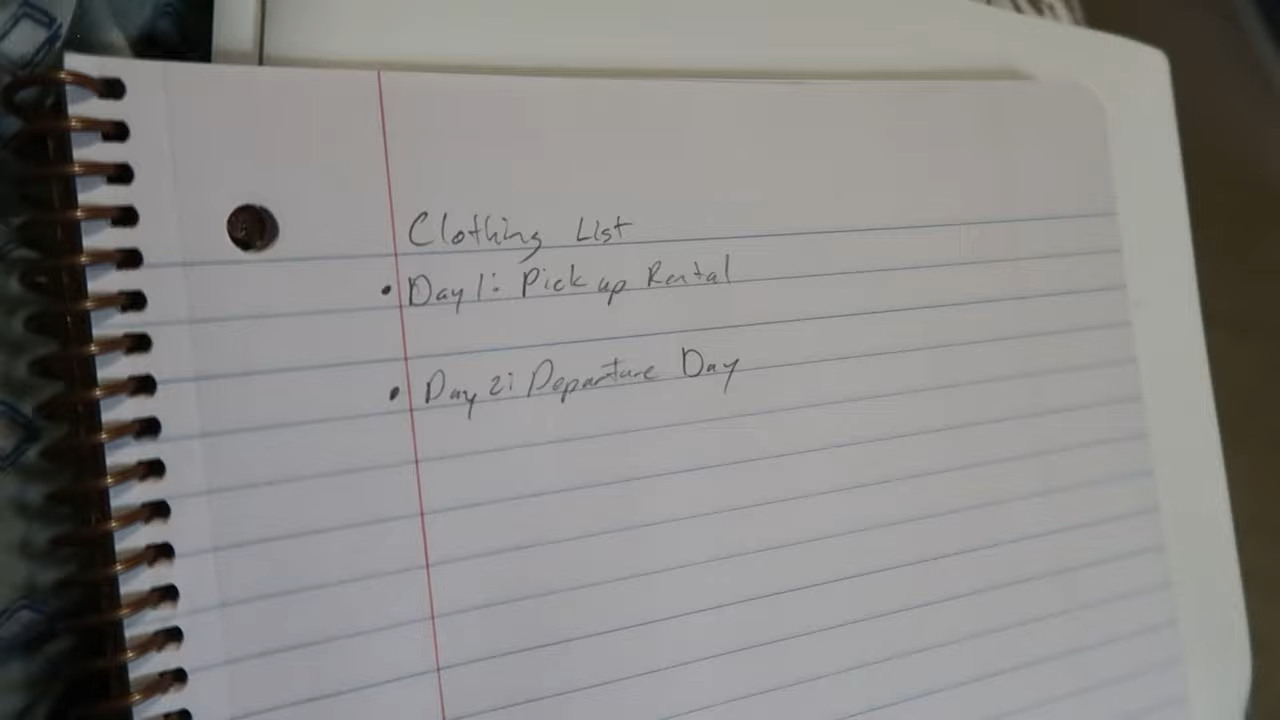 Clothing List
• Day 1: Pick up Rental
• Day 2: Departure Day